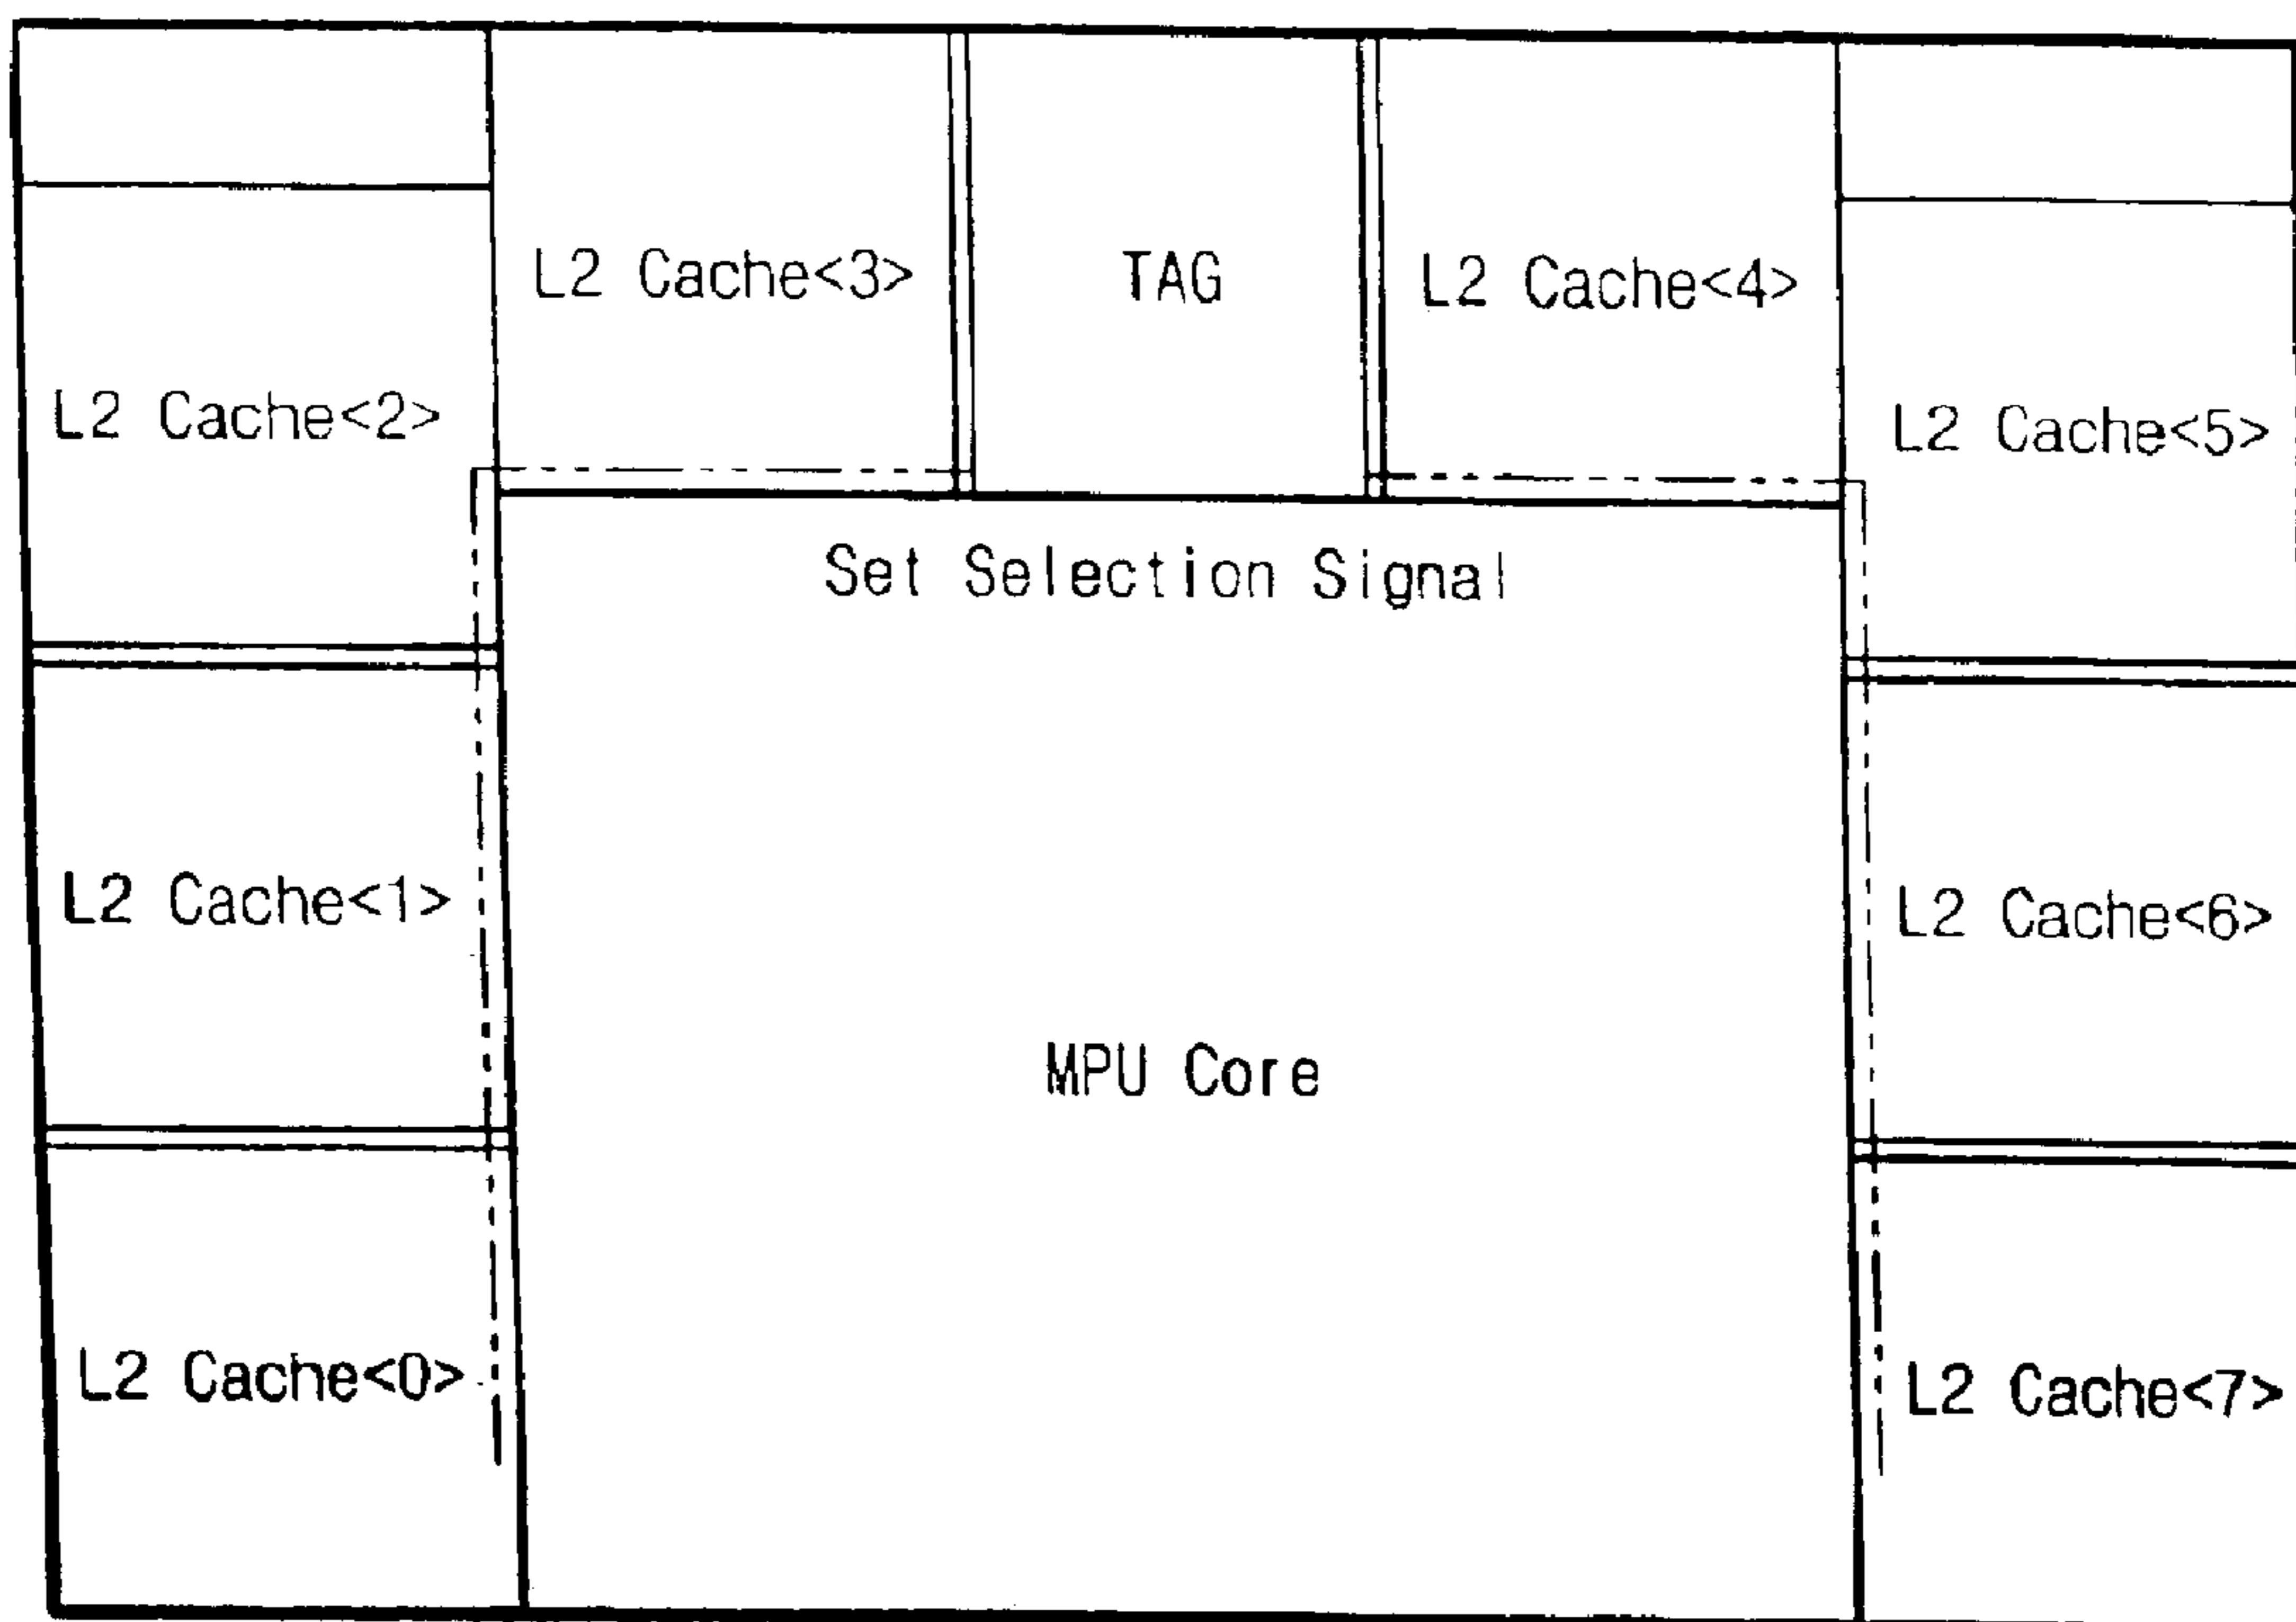 L2 Cache<3>
TAG
L2 Cache<4>
L2 Cache<2>
L2 Cache<5>
Set Selection Signal
L2 Cache<1>
L2 Cache<6>
MPU Core
L2 Cache<0>
L2 Cache<7>